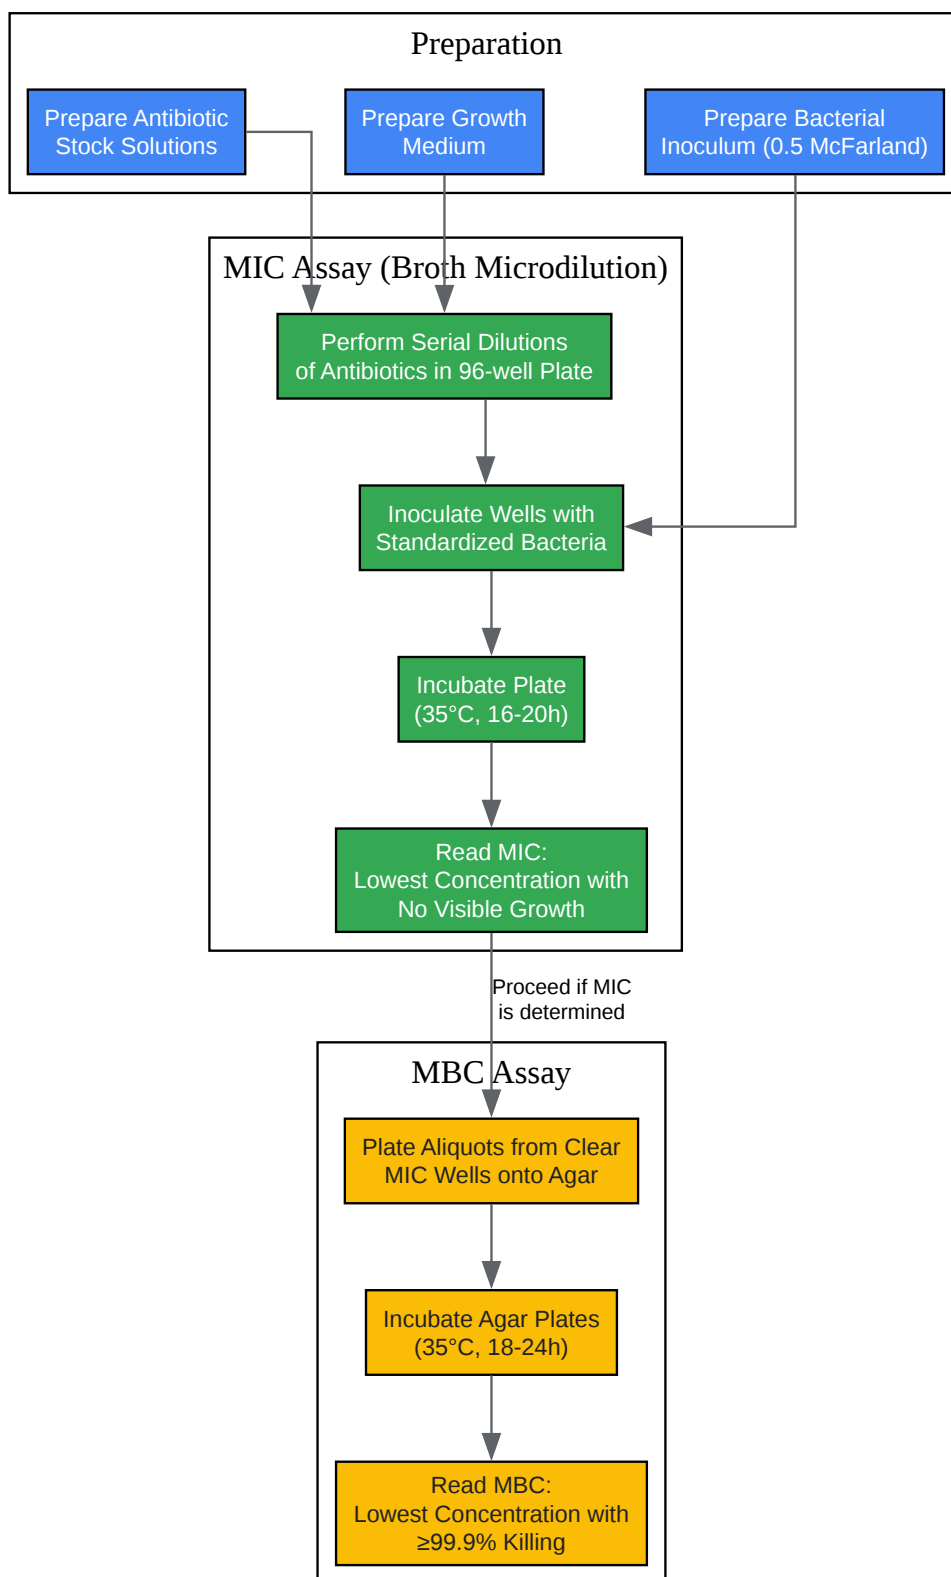 Preparation
Prepare Antibiotic
Stock Solutions
Prepare Growth
Medium
Prepare Bacterial
Inoculum (0.5 McFarland)
MIC Assay (Broth Microdilution)
Perform Serial Dilutions
of Antibiotics in 96-well Plate
Inoculate Wells with
Standardized Bacteria
Incubate Plate
(35°C, 16-20h)
Read MIC:
Lowest Concentration with
No Visible Growth
Proceed if MIC
is determined
MBC Assay
Plate Aliquots from Clear
MIC Wells onto Agar
Incubate Agar Plates
(35°C, 18-24h)
Read MBC:
Lowest Concentration with
≥99.9% Killing